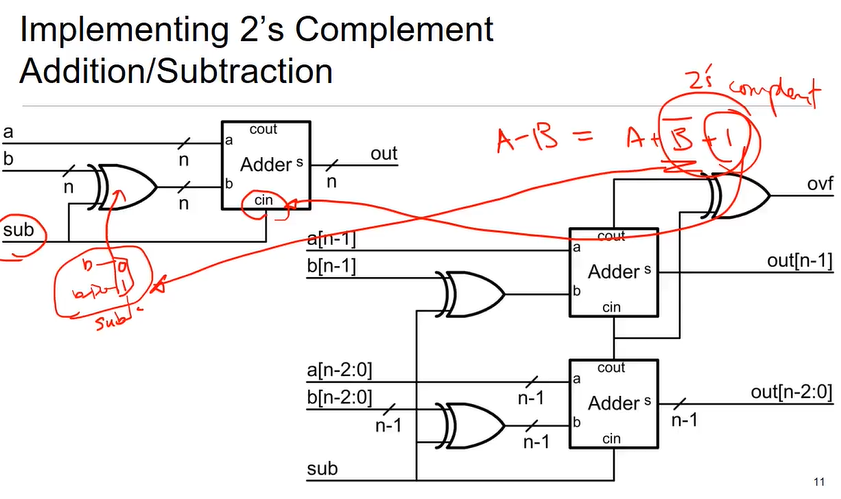 Implementing 2's Complement
Addition/Subtraction
2's complent
A-B = A+B+1
a
b
n
n
n
sub
cout
a
Adder s
b
cin
out
n
b
0
1
sub
ovf
a[n-1]
b[n-1]
cout
a
Adder s
b
cin
out[n-1]
a[n-2:0]
b[n-2:0]
n-1
n-1
n-1
sub
cout
a
Adder s
b
cin
out[n-2:0]
n-1
11